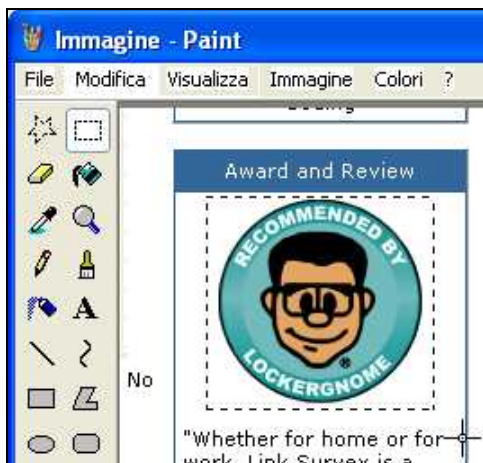 Immagine - Paint
File Modifica Visualizza Immagine Colori ?
A
Award and Review
RECOMMENDED BY
LOCKERGNOME
®
No
"Whether for home or for
work, Link Survey is a